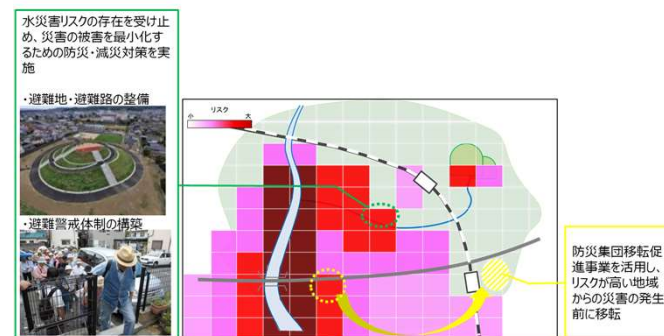 水災害リスクの存在を受け止
め、災害の被害を最小化す
るための防災・減災対策を実
施
・避難地・避難路の整備
・避難警戒体制の構築
リスク
小
大
防災集団移転促
進事業を活用し、
リスクが高い地域
からの災害の発生
前に移転